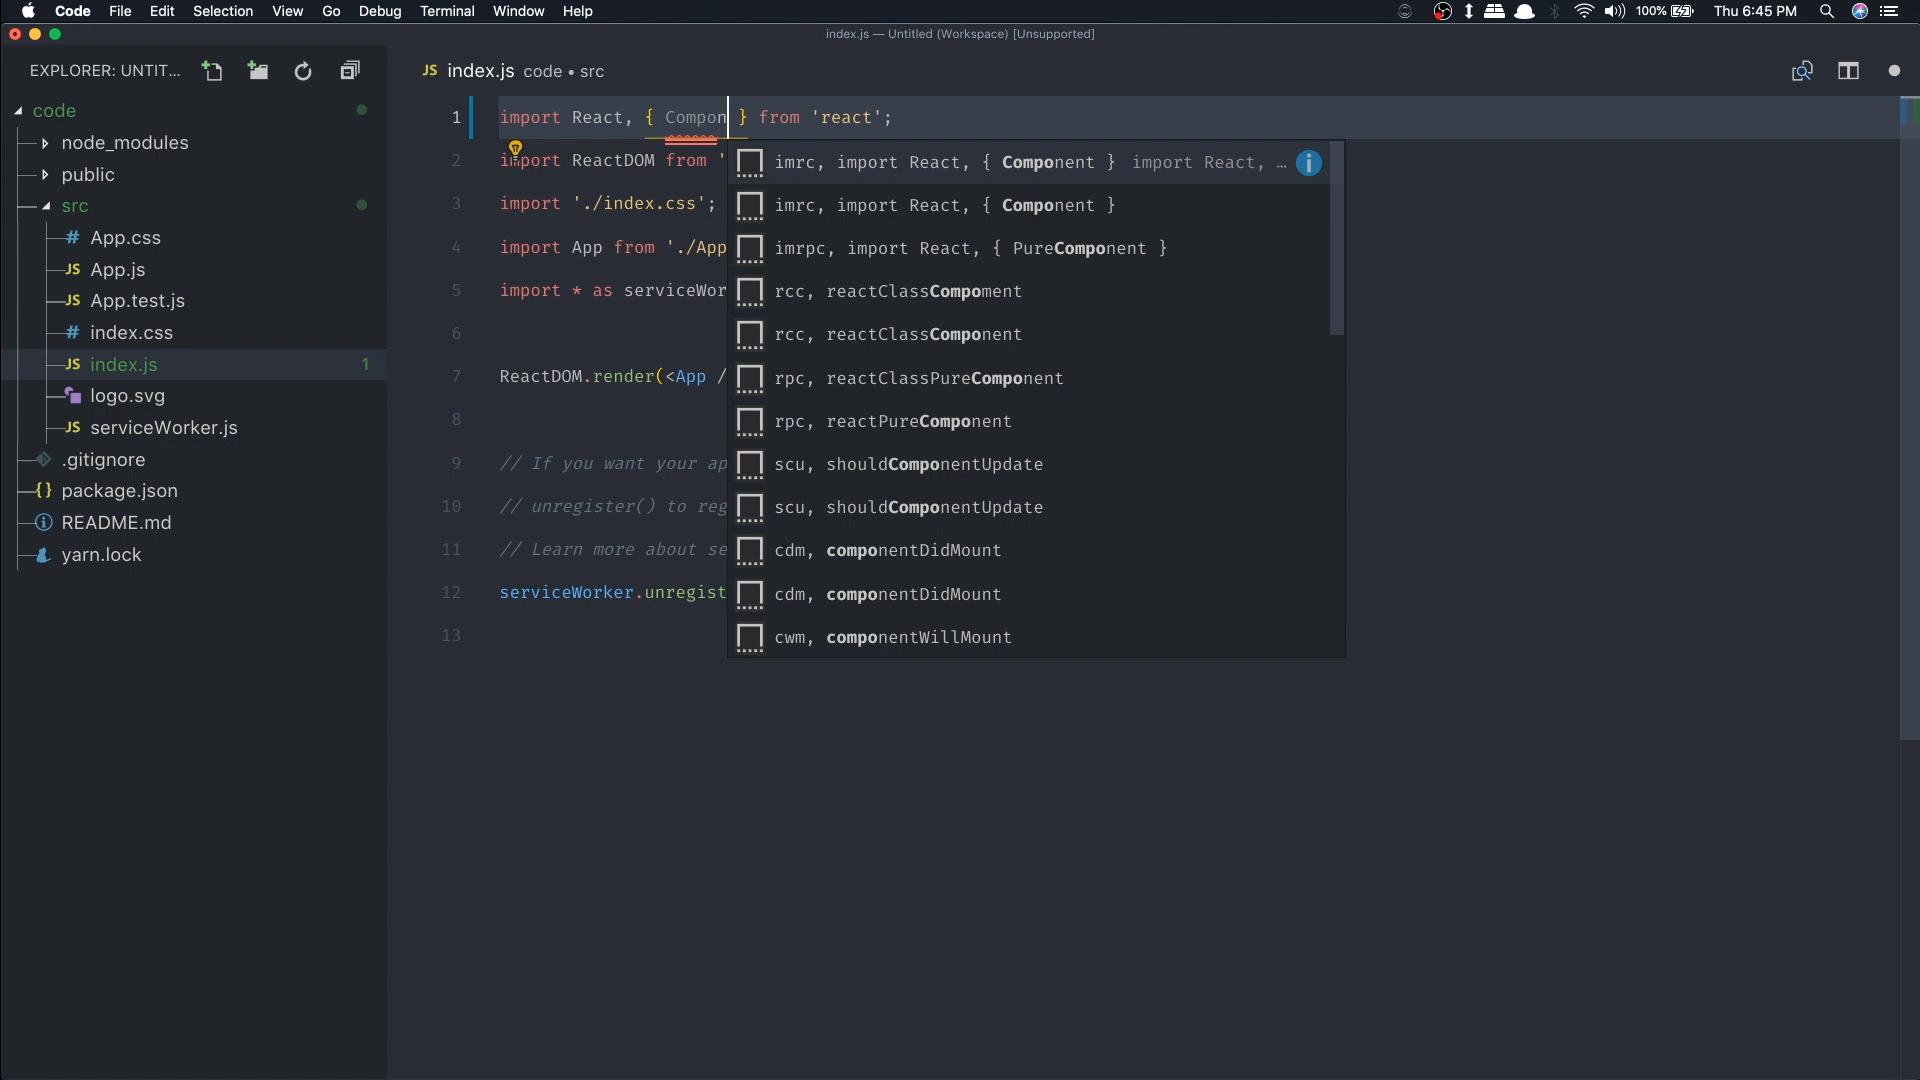 Code File Edit Selection View Go Debug Terminal Window Help 100% Thu 6:45 PM
index.js — Untitled (Workspace) [Unsupported]
EXPLORER: UNTIT...
JS index.js code • src
code
node_modules
public
src
# App.css
JS App.js
JS App.test.js
# index.css
JS index.js 1
logo.svg
JS serviceWorker.js
.gitignore
{} package.json
README.md
yarn.lock
1 import React, { Compon } from 'react';
2 import ReactDOM from '
3 import './index.css';
4 import App from './App
5 import * as serviceWor
6
7 ReactDOM.render(<App /
8
9 // If you want your ap
10 // unregister() to reg
11 // Learn more about se
12 serviceWorker.unregist
13
imrc, import React, { Component } import React, …
imrc, import React, { Component }
imrpc, import React, { PureComponent }
rcc, reactClassCompoment
rcc, reactClassComponent
rpc, reactClassPureComponent
rpc, reactPureComponent
scu, shouldComponentUpdate
scu, shouldComponentUpdate
cdm, componentDidMount
cdm, componentDidMount
cwm, componentWillMount